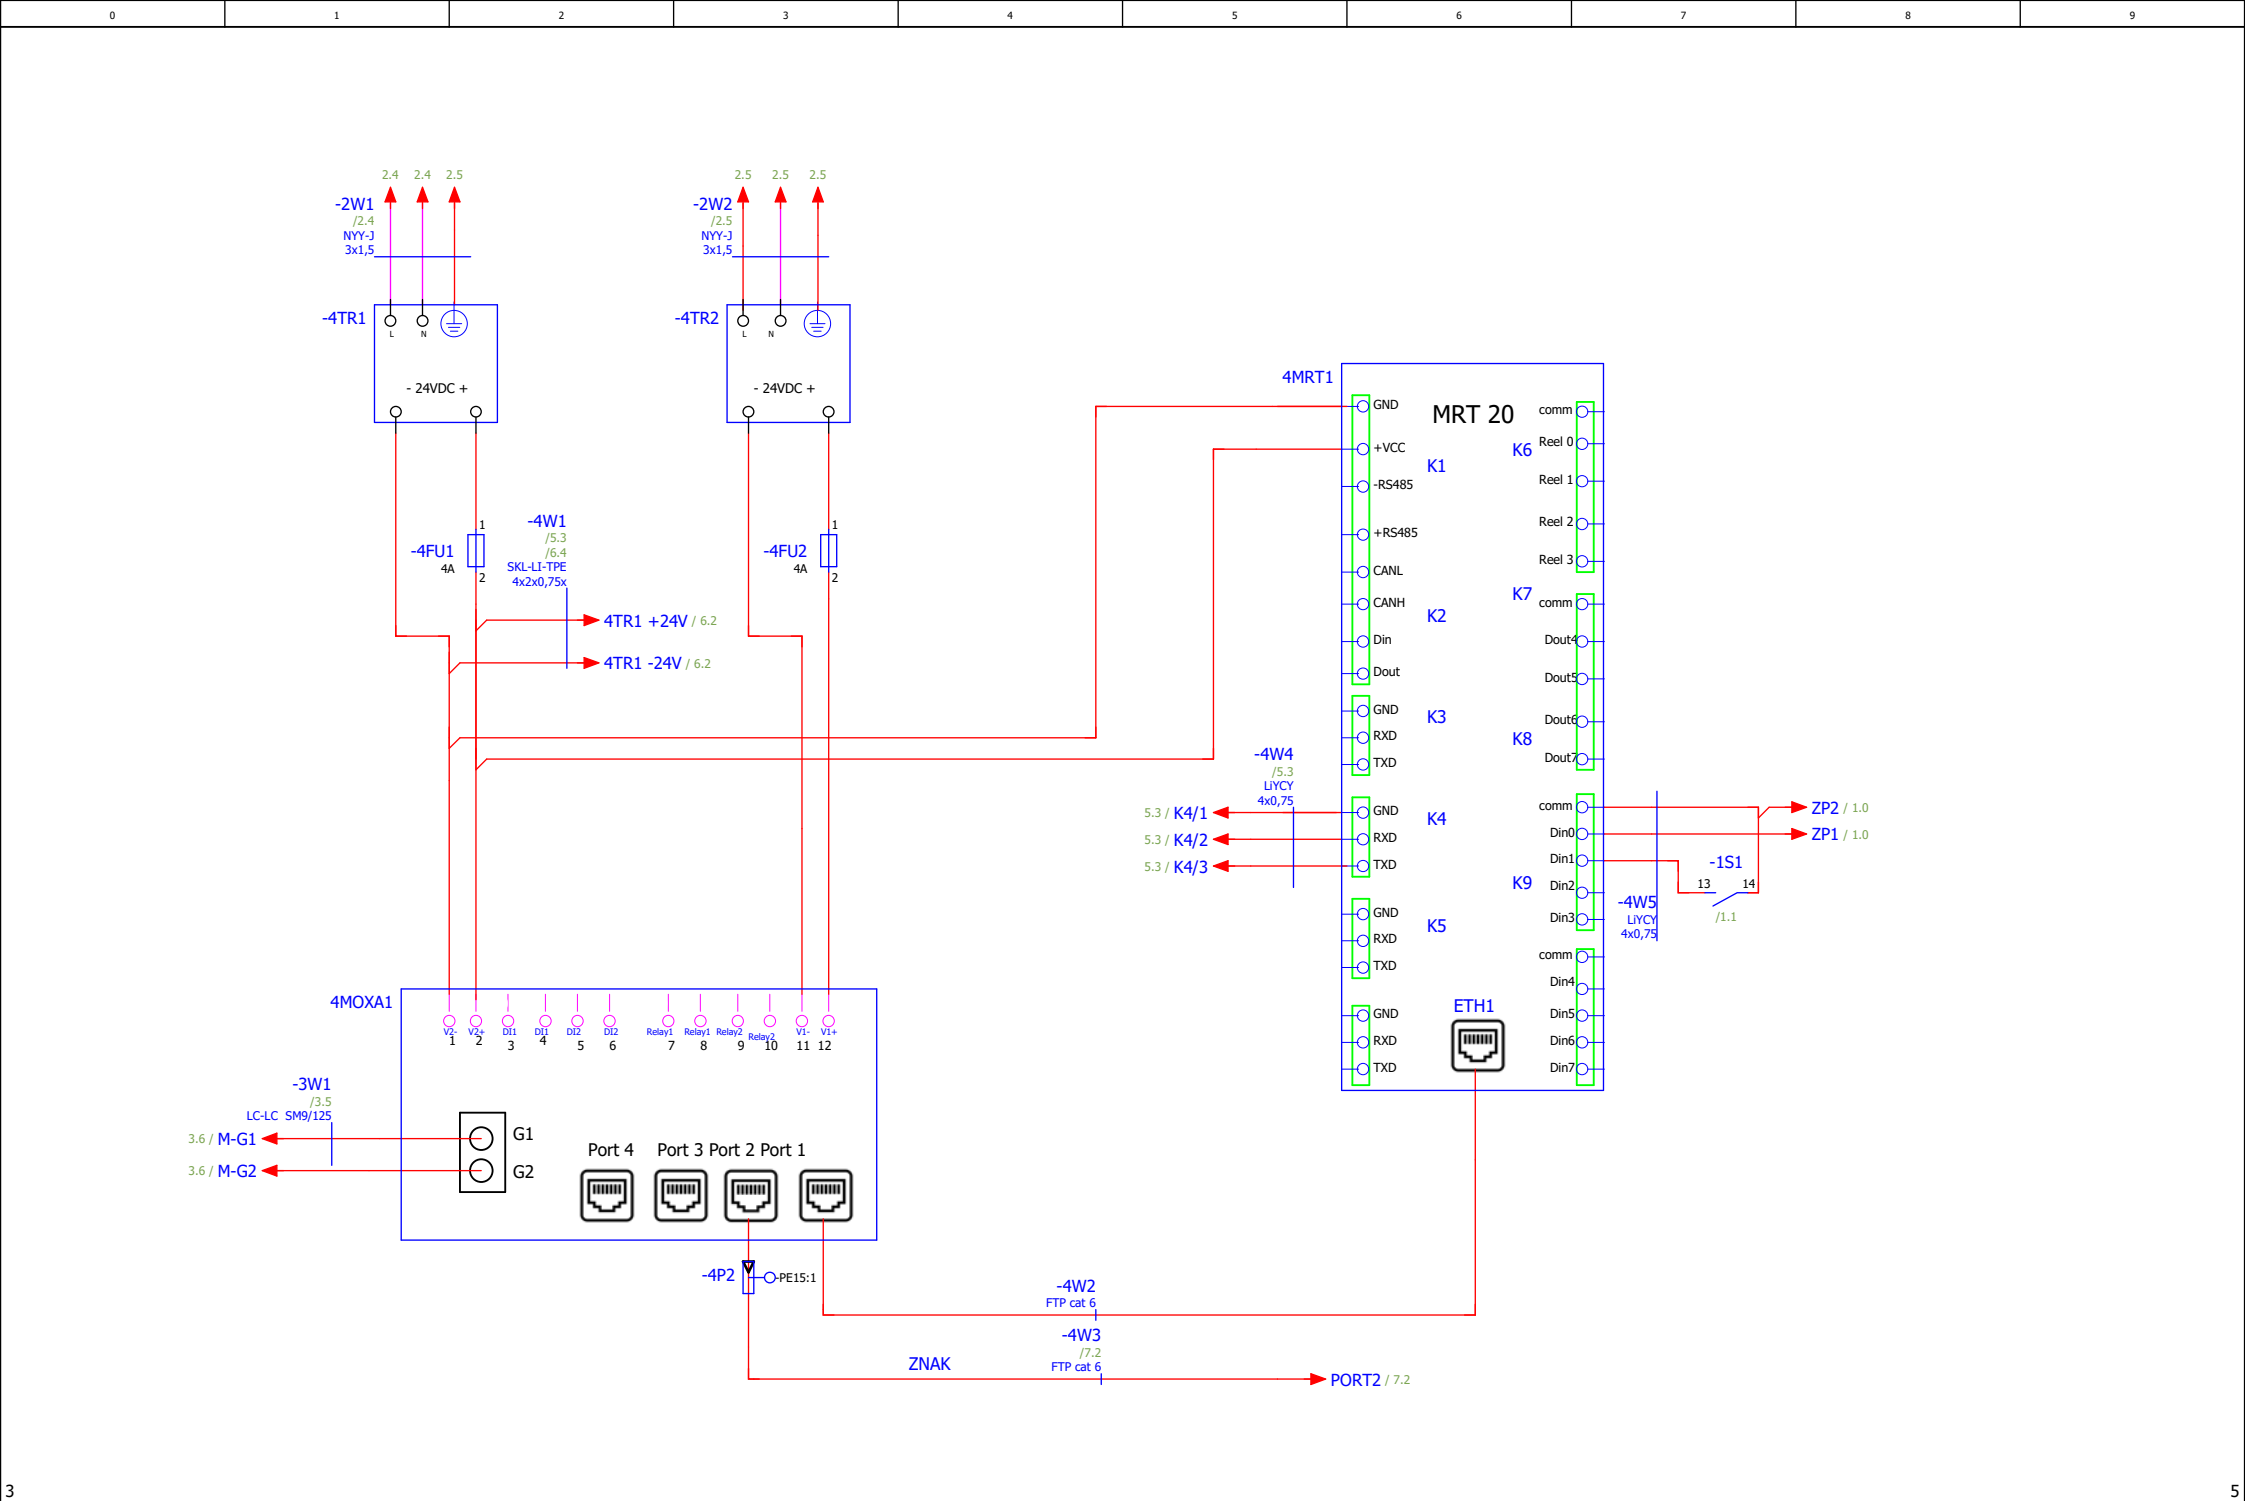 0 1 2 3 4 5 6 7 8 9
2.4 2.4 2.5
-2W1
/2.4
NYY-J
3x1,5
2.5 2.5 2.5
-2W2
/2.5
NYY-J
3x1,5
-4TR1
L N
- 24VDC +
-4TR2
L N
- 24VDC +
-4FU1
4A
1
2
-4W1
/5.3
/6.4
SKL-LI-TPE
4x2x0,75x
-4FU2
4A
1
2
4TR1 +24V / 6.2
4TR1 -24V / 6.2
4MRT1
MRT 20
GND
+VCC
-RS485
+RS485
CANL
CANH
Din
Dout
GND
RXD
TXD
GND
RXD
TXD
GND
RXD
TXD
GND
RXD
TXD
K1
K2
K3
K4
K5
K6
K7
K8
K9
comm
Reel 0
Reel 1
Reel 2
Reel 3
comm
Dout4
Dout5
Dout6
Dout7
comm
Din0
Din1
Din2
Din3
comm
Din4
Din5
Din6
Din7
ETH1
-4W4
/5.3
LiYCY
4x0,75
5.3 / K4/1
5.3 / K4/2
5.3 / K4/3
ZP2 / 1.0
ZP1 / 1.0
-1S1
13 14
/1.1
-4W5
LiYCY
4x0,75
4MOXA1
V2- V2+ DI1 DI1 DI2 DI2 Relay1 Relay1 Relay2 Relay2 V1- V1+
1 2 3 4 5 6 7 8 9 10 11 12
-3W1
/3.5
LC-LC SM9/125
3.6 / M-G1
3.6 / M-G2
G1
G2
Port 4 Port 3 Port 2 Port 1
-4P2
-PE15:1
-4W2
FTP cat 6
-4W3
/7.2
FTP cat 6
ZNAK
PORT2 / 7.2
3
5